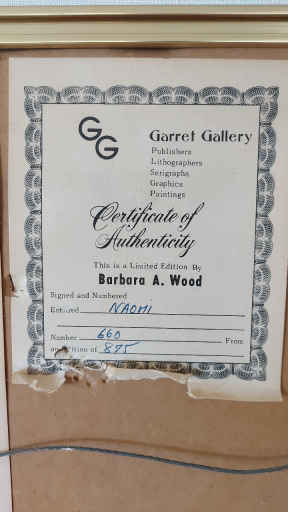 GG
Garret Gallery
Publishers
Lithographers
Serigraphs
Graphics
Paintings
Certificate of
Authenticity
This is a Limited Edition By
Barbara A. Wood
Signed and Numbered
Entitled NAOMI
Number 660 From
an edition of 875